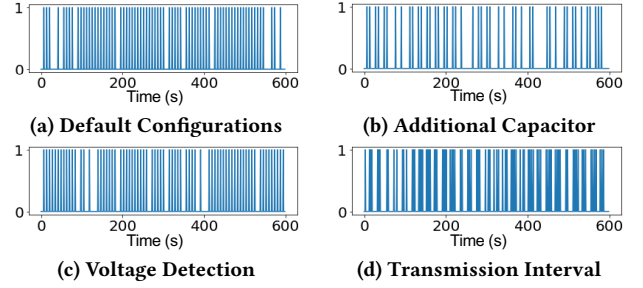 1
0
0 200 400 600
Time (s)
(a) Default Configurations
1
0
0 200 400 600
Time (s)
(b) Additional Capacitor
1
0
0 200 400 600
Time (s)
(c) Voltage Detection
1
0
0 200 400 600
Time (s)
(d) Transmission Interval